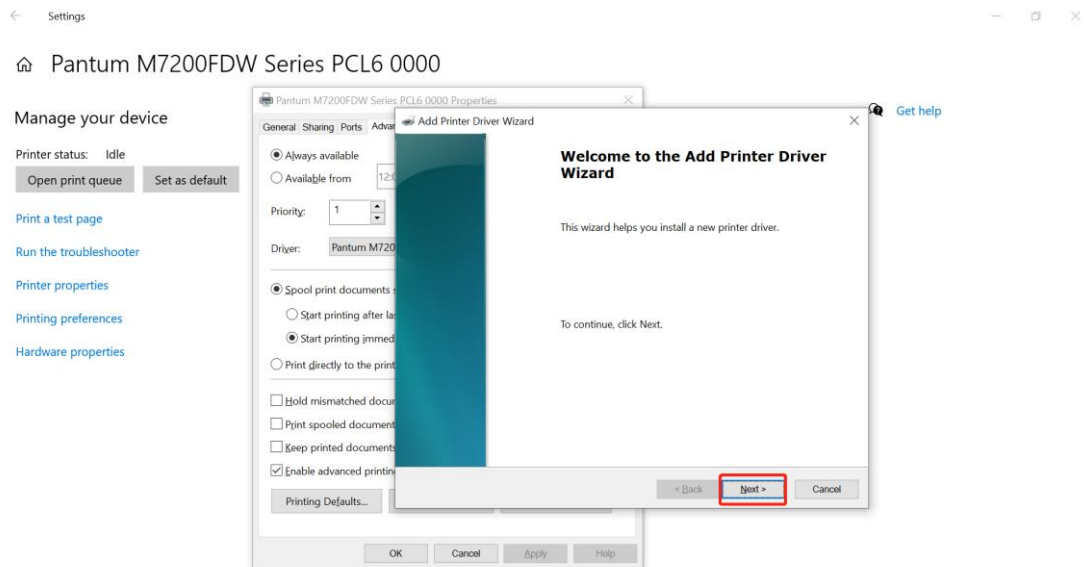 Settings
Pantum M7200FDW Series PCL6 0000
Manage your device
Printer status: Idle
Open print queue Set as default
Print a test page
Run the troubleshooter
Printer properties
Printing preferences
Hardware properties
Get help
Pantum M7200FDW Series PCL6 0000 Properties
General Sharing Ports Advan
Always available
Available from 12:0
Priority: 1
Driver: Pantum M720
Spool print documents s
Start printing after las
Start printing immed
Print directly to the print
Hold mismatched docum
Print spooled document
Keep printed documents
Enable advanced printin
Printing Defaults...
OK Cancel Apply Help
Add Printer Driver Wizard
Welcome to the Add Printer Driver
Wizard
This wizard helps you install a new printer driver.
To continue, click Next.
< Back Next > Cancel